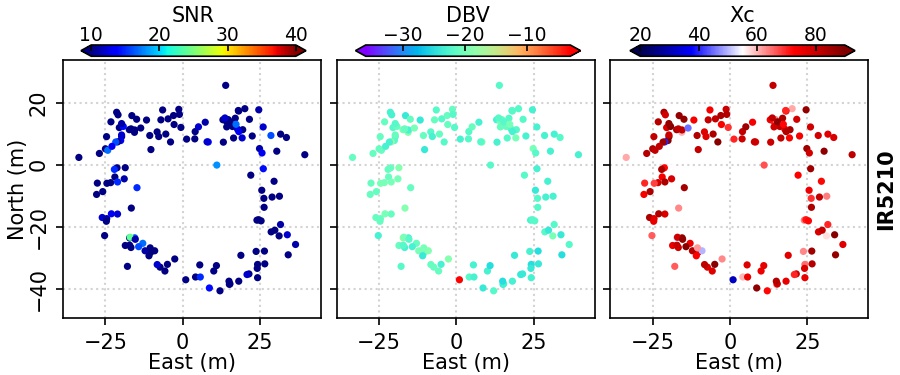 SNR DBV Xc
10 20 30 40 −30 −20 −10 20 40 60 80
20
0
−20
−40
North (m)
IR5210
−25 0 25 −25 0 25 −25 0 25
East (m) East (m) East (m)